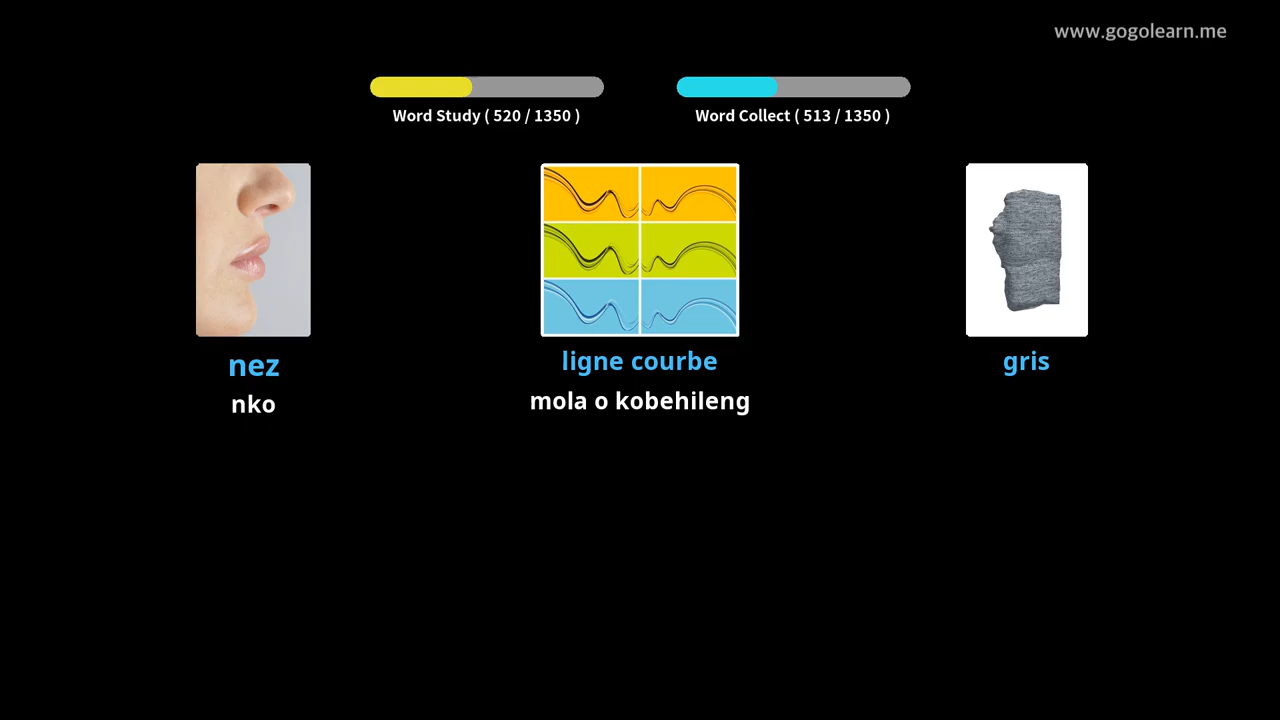 www.gogolearn.me
Word Study ( 520 / 1350 )
Word Collect ( 513 / 1350 )
nez
nko
ligne courbe
mola o kobehileng
gris